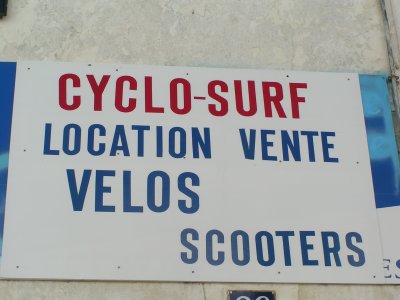 CYCLO-SURF
LOCATION VENTE
VELOS
SCOOTERS